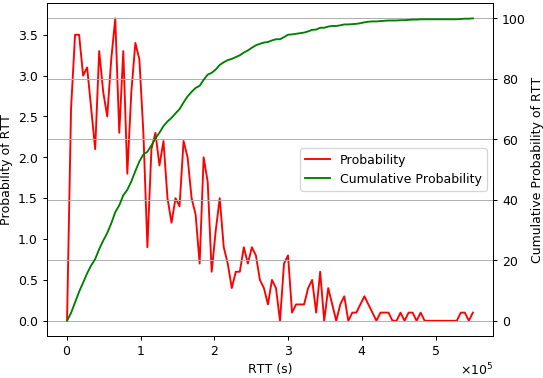 3.5
3.0
2.5
2.0
1.5
1.0
0.5
0.0
Probability of RTT
100
80
60
40
20
0
Cumulative Probability of RTT
Probability
Cumulative Probability
0 1 2 3 4 5
RTT (s)
×10⁵